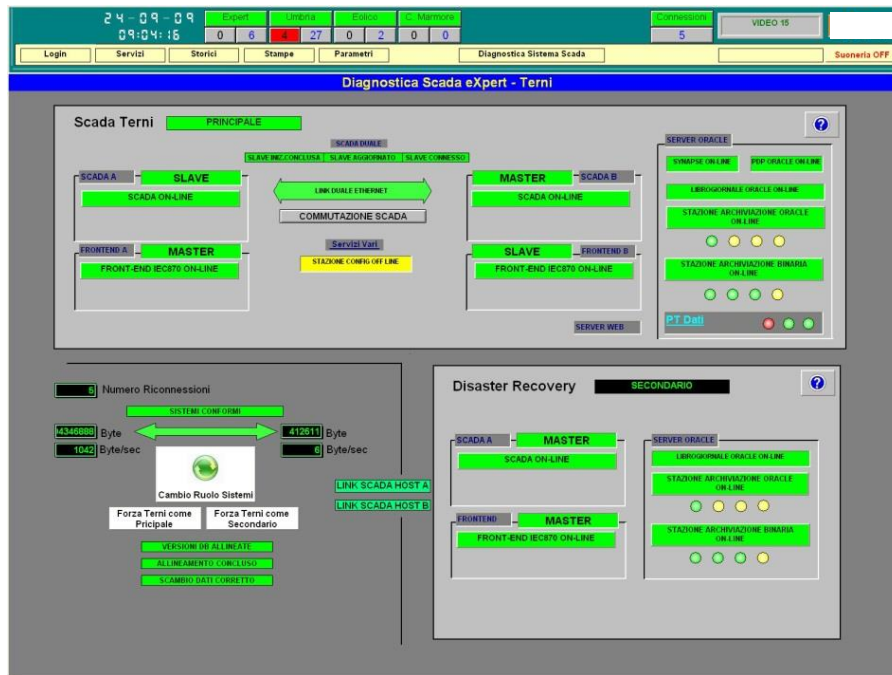 24-09-09
09:04:16
Expert
0 6
Umbria
4 27
Eolico
0 2
C. Marmore
0 0
Connessioni
5
VIDEO 15
Login
Servizi
Storici
Stampe
Parametri
Diagnostica Sistema Scada
Suoneria OFF
Diagnostica Scada eXpert - Terni
Scada Terni
PRINCIPALE
?
SCADA DUALE
SLAVE INIZ.CONCLUSA
SLAVE AGGIORNATO
SLAVE CONNESSO
SCADA A
SLAVE
SCADA ON-LINE
LINK DUALE ETHERNET
COMMUTAZIONE SCADA
MASTER
SCADA B
SCADA ON-LINE
FRONTEND A
MASTER
FRONT-END IEC870 ON-LINE
Servizi Vari
STAZIONE CONFIG OFF LINE
SLAVE
FRONTEND B
FRONT-END IEC870 ON-LINE
SERVER WEB
SERVER ORACLE
SYNAPSE ON-LINE
PDP ORACLE ON-LINE
LIBROGIORNALE ORACLE ON-LINE
STAZIONE ARCHIVIAZIONE ORACLE
ON-LINE
STAZIONE ARCHIVIAZIONE BINARIA
ON-LINE
PT Dati
5 Numero Riconnessioni
SISTEMI CONFORMI
04346888 Byte
412611 Byte
1042 Byte/sec
6 Byte/sec
Cambio Ruolo Sistemi
Forza Terni come
Pricipale
Forza Terni come
Secondario
VERSIONI DB ALLINEATE
ALLINEAMENTO CONCLUSO
SCAMBIO DATI CORRETTO
LINK SCADA HOST A
LINK SCADA HOST B
Disaster Recovery
SECONDARIO
?
SCADA A
MASTER
SCADA ON-LINE
FRONTEND
MASTER
FRONT-END IEC870 ON-LINE
SERVER ORACLE
LIBROGIORNALE ORACLE ON-LINE
STAZIONE ARCHIVIAZIONE ORACLE
ON-LINE
STAZIONE ARCHIVIAZIONE BINARIA
ON-LINE